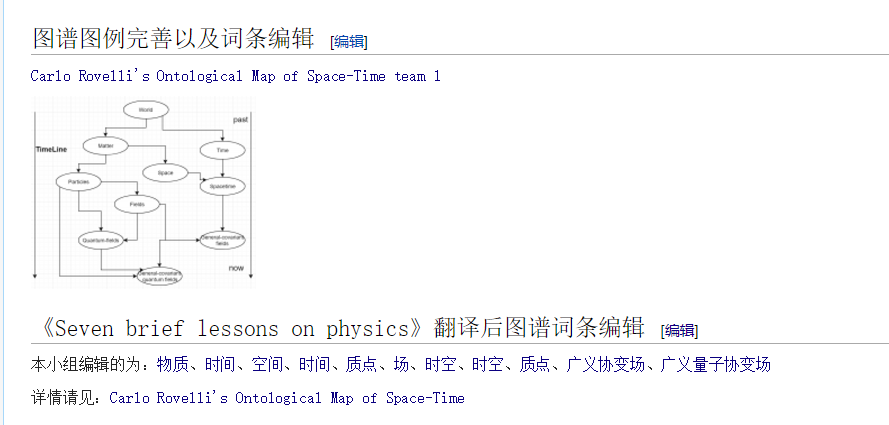 图谱图例完善以及词条编辑 [编辑]
Carlo Rovelli's Ontological Map of Space-Time team 1
World
past
TimeLine
Matter
Time
Space
Particles
Spacetime
Fields
Quantum-fields
General-covariant
fields
now
General-covariant
quantum fields
《Seven brief lessons on physics》翻译后图谱词条编辑 [编辑]
本小组编辑的为：物质、时间、空间、时间、质点、场、时空、时空、质点、广义协变场、广义量子协变场
详情请见：Carlo Rovelli's Ontological Map of Space-Time